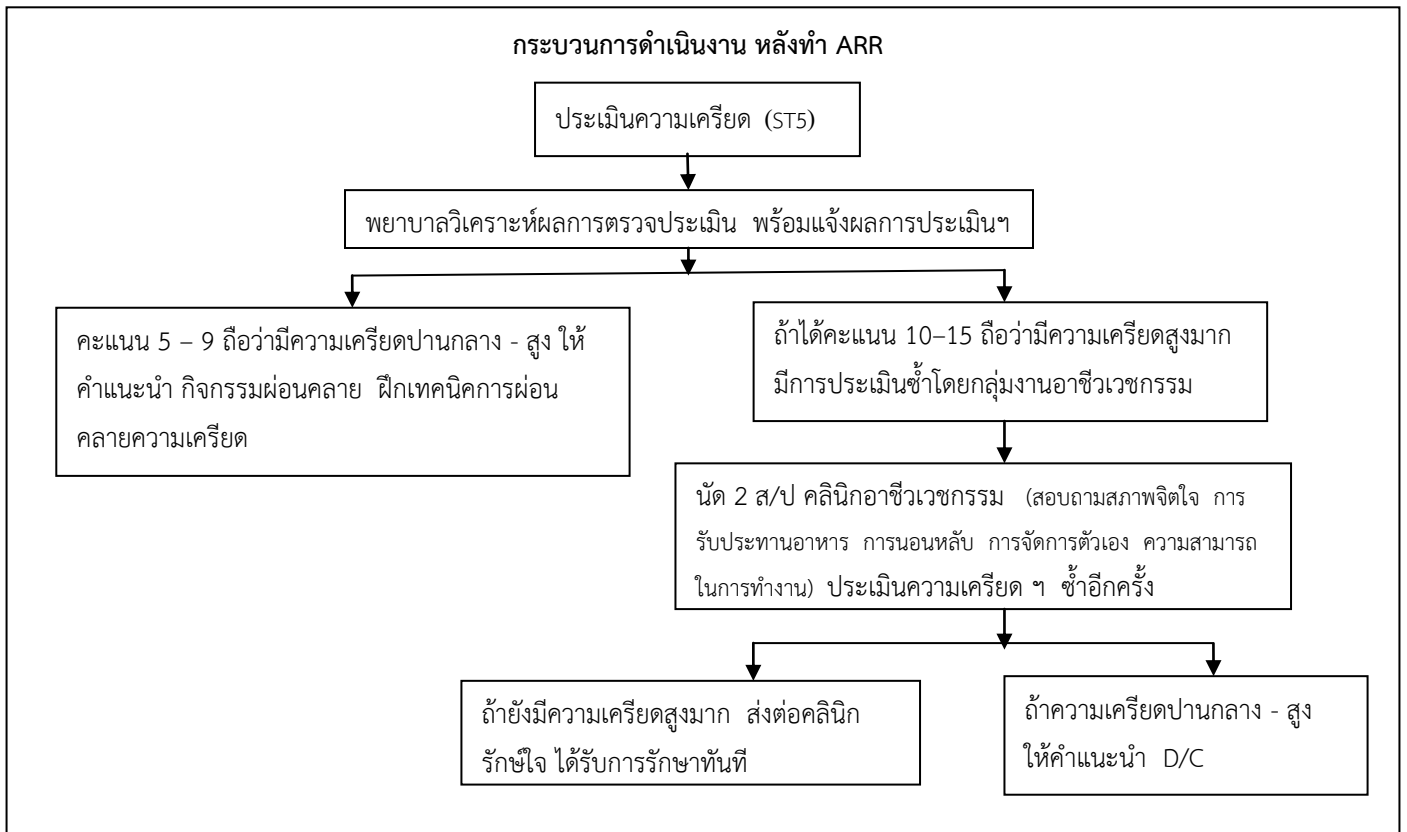 กระบวนการดำเนินงาน หลังทำ ARR
ประเมินความเครียด (ST5)
พยาบาลวิเคราะห์ผลการตรวจประเมิน พร้อมแจ้งผลการประเมินฯ
คะแนน 5 – 9 ถือว่ามีความเครียดปานกลาง - สูง ให้
คำแนะนำ กิจกรรมผ่อนคลาย ฝึกเทคนิคการผ่อน
คลายความเครียด
ถ้าได้คะแนน 10–15 ถือว่ามีความเครียดสูงมาก
มีการประเมินซ้ำโดยกลุ่มงานอาชีวเวชกรรม
นัด 2 ส/ป คลินิกอาชีวเวชกรรม (สอบถามสภาพจิตใจ การ
รับประทานอาหาร การนอนหลับ การจัดการตัวเอง ความสามารถ
ในการทำงาน) ประเมินความเครียด ฯ ซ้ำอีกครั้ง
ถ้ายังมีความเครียดสูงมาก ส่งต่อคลินิก
รักษ์ใจ ได้รับการรักษาทันที
ถ้าความเครียดปานกลาง - สูง
ให้คำแนะนำ D/C